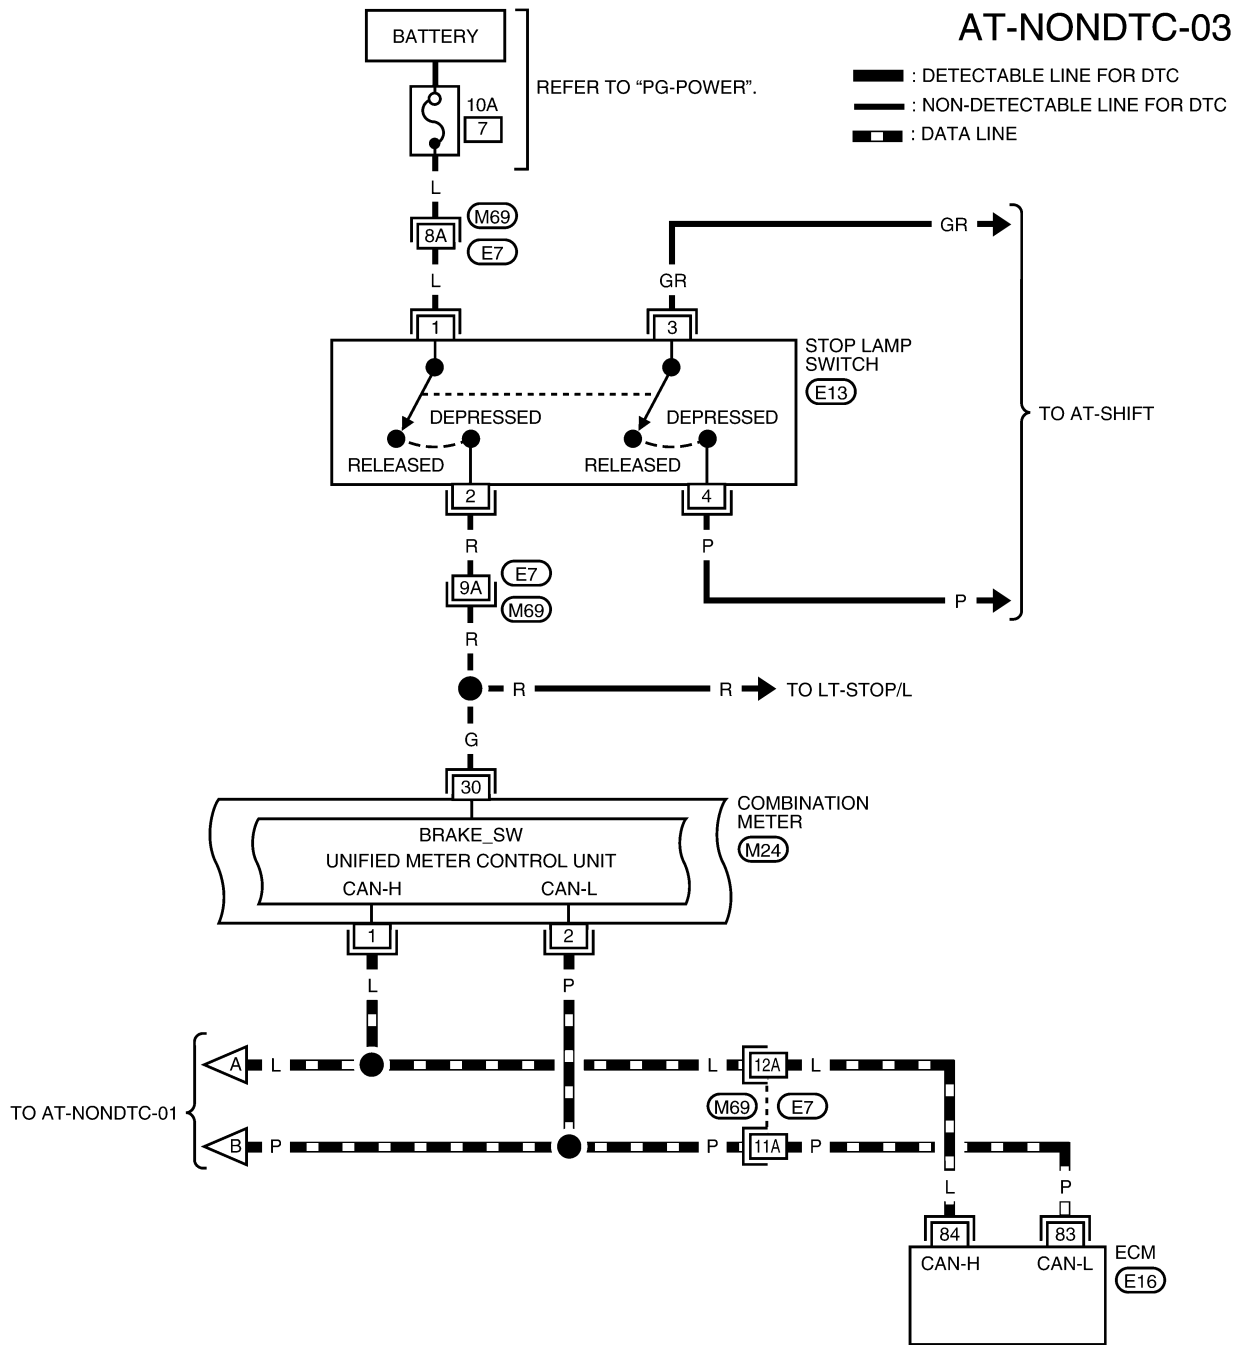 AT-NONDTC-03
BATTERY
: DETECTABLE LINE FOR DTC
REFER TO “PG-POWER”.
10A
: NON-DETECTABLE LINE FOR DTC
7
: DATA LINE
L
M69
8A
GR
E7
L
GR
1
3
STOP LAMP
SWITCH
E13
DEPRESSED
DEPRESSED
TO AT-SHIFT
RELEASED
RELEASED
2
4
R
P
E7
9A
P
M69
R
R
R
TO LT-STOP/L
G
30
COMBINATION
METER
M24
BRAKE_SW
UNIFIED METER CONTROL UNIT
CAN-H
CAN-L
1
2
L
P
A
L
L
12A
L
TO AT-NONDTC-01
M69
E7
B
P
P
11A
P
L
P
84
83
ECM
CAN-H
CAN-L
E16